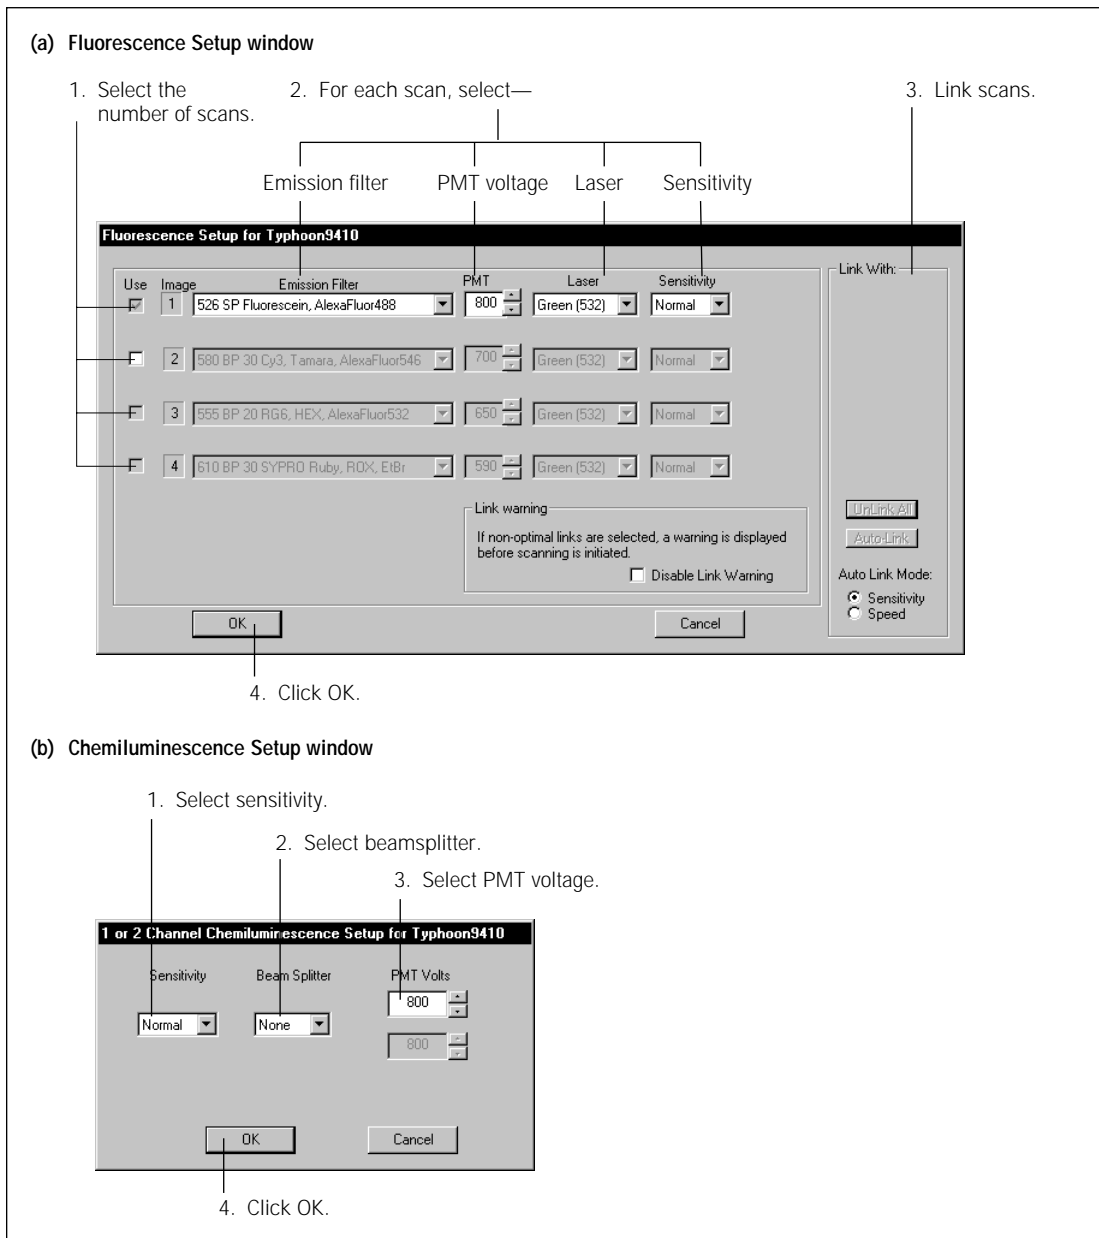 (a) Fluorescence Setup window
1. Select the
number of scans.
2. For each scan, select—
3. Link scans.
Emission filter PMT voltage Laser Sensitivity
Fluorescence Setup for Typhoon9410
Use Image Emission Filter PMT Laser Sensitivity Link With:
1 526 SP Fluorescein, AlexaFluor488 800 Green (532) Normal
2 580 BP 30 Cy3, Tamara, AlexaFluor546 700 Green (532) Normal
3 555 BP 20 RG6, HEX, AlexaFluor532 650 Green (532) Normal
4 610 BP 30 SYPRO Ruby, ROX, EtBr 590 Green (532) Normal
Link warning
If non-optimal links are selected, a warning is displayed
before scanning is initiated.
Disable Link Warning
UnLink All
Auto-Link
Auto Link Mode:
Sensitivity
Speed
OK Cancel
4. Click OK.
(b) Chemiluminescence Setup window
1. Select sensitivity.
2. Select beamsplitter.
3. Select PMT voltage.
1 or 2 Channel Chemiluminescence Setup for Typhoon9410
Sensitivity Beam Splitter PMT Volts
800
Normal None
800
OK Cancel
4. Click OK.